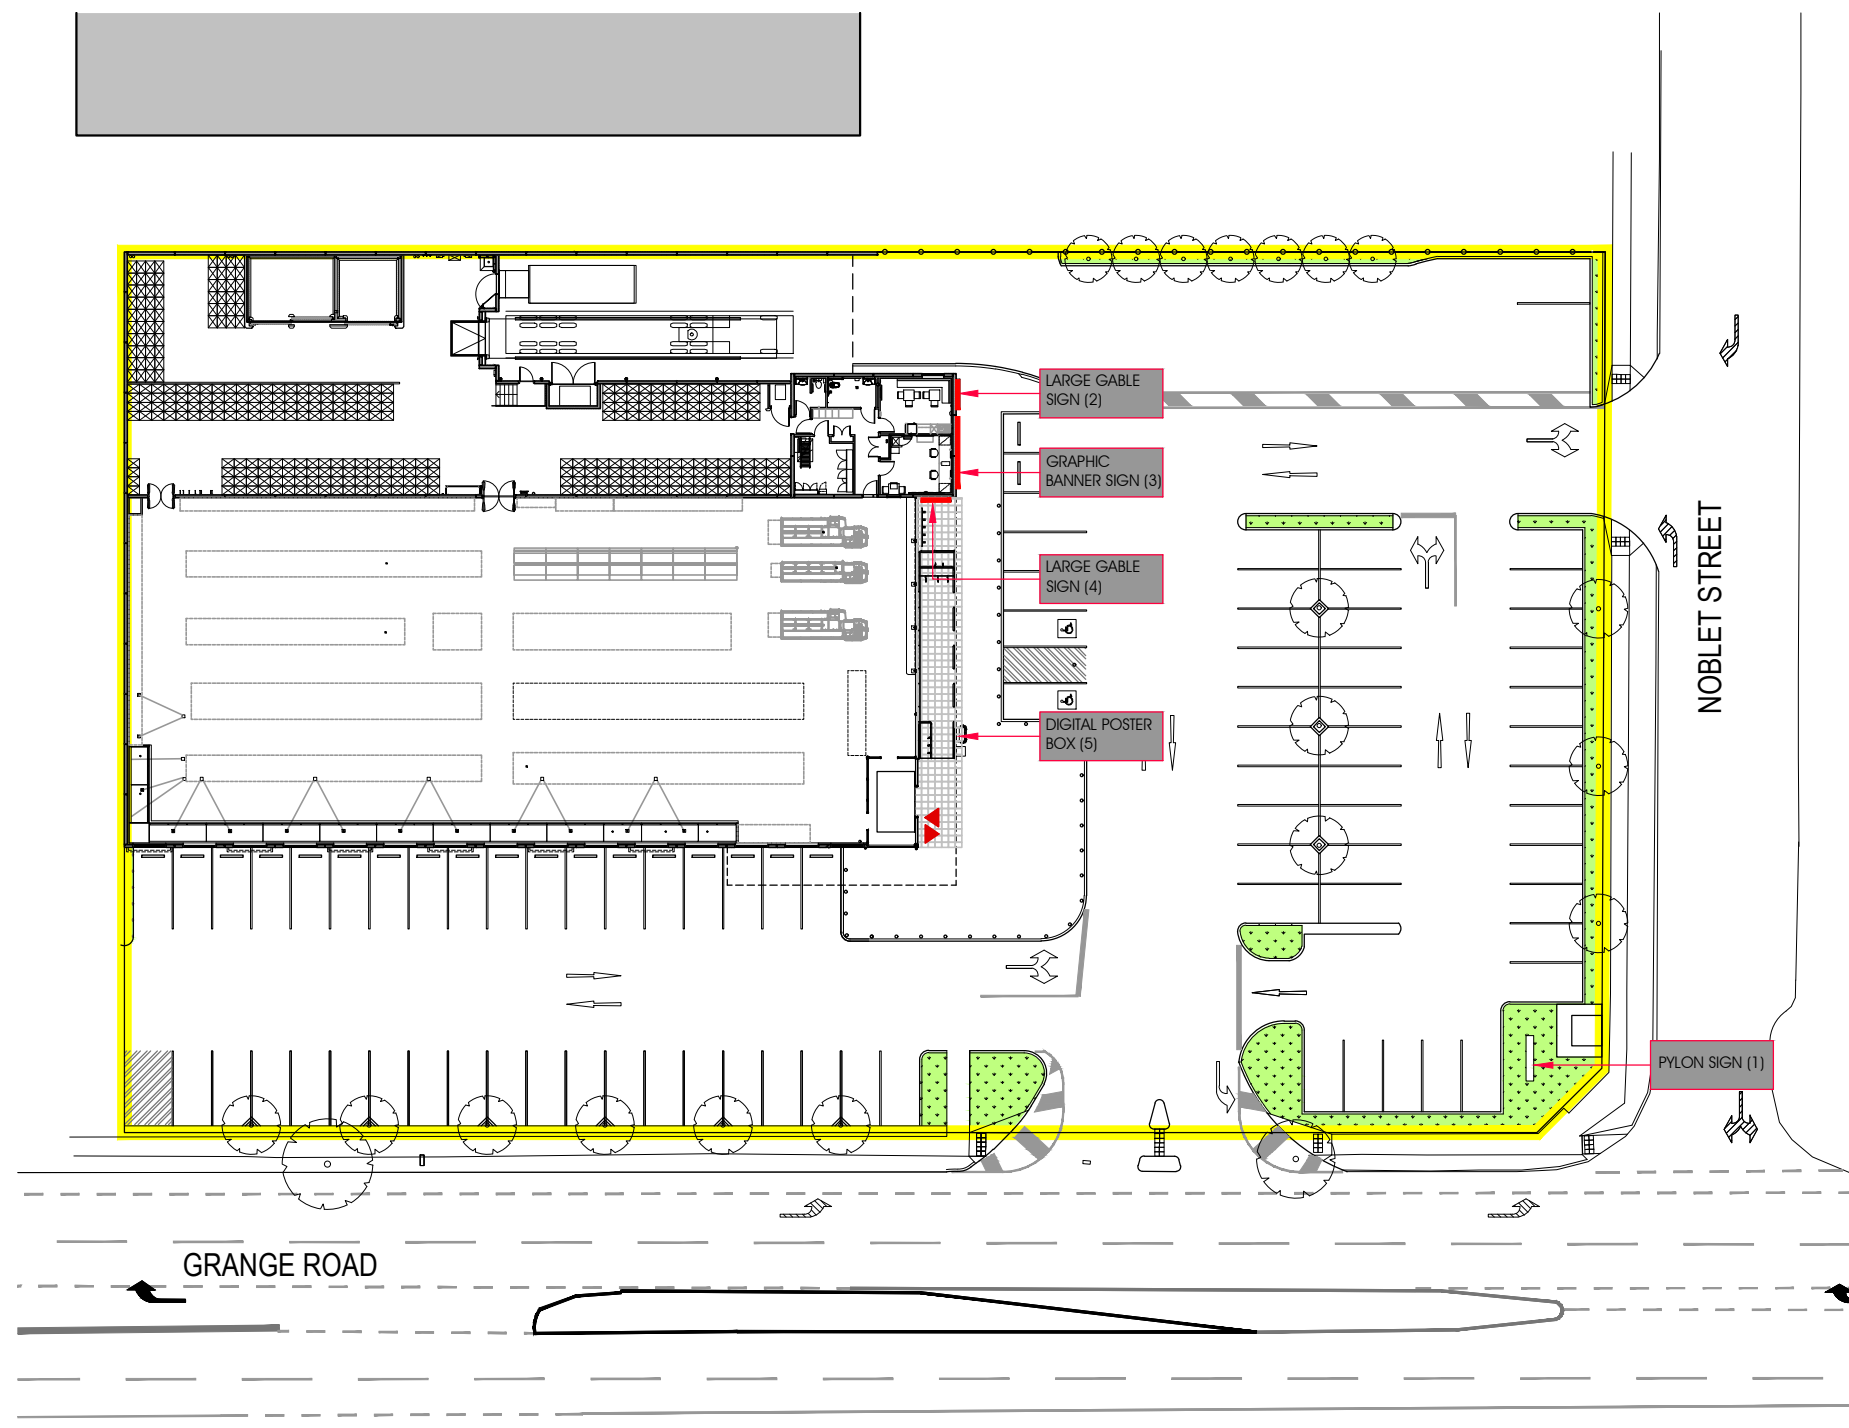 LARGE GABLE
SIGN (2)
GRAPHIC
BANNER SIGN (3)
LARGE GABLE
SIGN (4)
DIGITAL POSTER
BOX (5)
NOBLET STREET
PYLON SIGN (1)
GRANGE ROAD